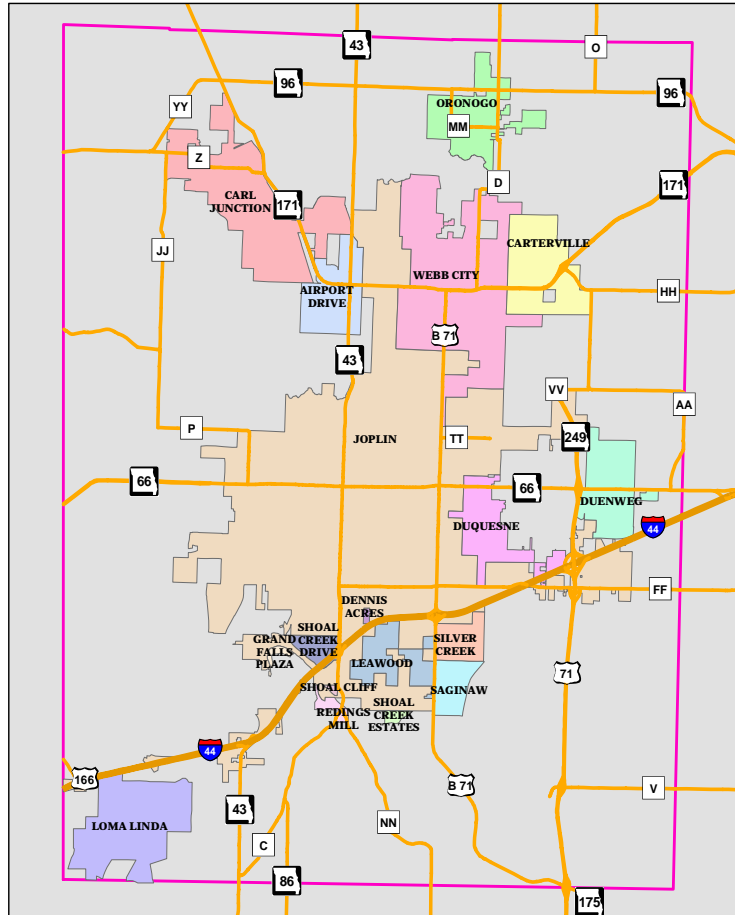 43
O
96
96
YY
ORONOGO
MM
Z
D
171
171
CARL
JUNCTION
CARTERVILLE
JJ
WEBB CITY
AIRPORT
DRIVE
HH
B 71
43
VV
AA
P
JOPLIN
TT
249
66
66
DUENWEG
DUQUESNE
44
FF
DENNIS
ACRES
SHOAL
CREEK
DRIVE
GRAND
FALLS
PLAZA
SILVER
CREEK
LEAWOOD
71
SHOAL CLIFF
SAGINAW
REDINGS
MILL
SHOAL
CREEK
ESTATES
44
166
B 71
V
43
LOMA LINDA
NN
C
86
175